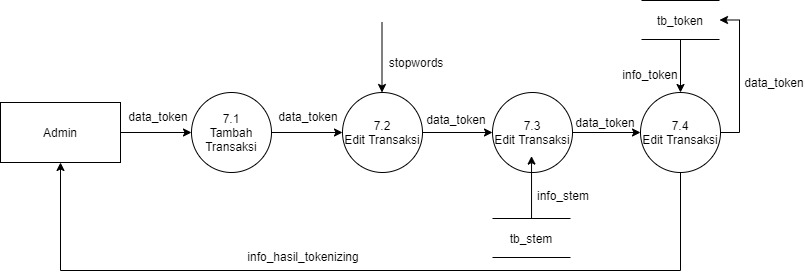 tb_token
stopwords
info_token
data_token
Admin
data_token
7.1
Tambah
Transaksi
data_token
7.2
Edit Transaksi
data_token
7.3
Edit Transaksi
data_token
7.4
Edit Transaksi
info_stem
tb_stem
info_hasil_tokenizing